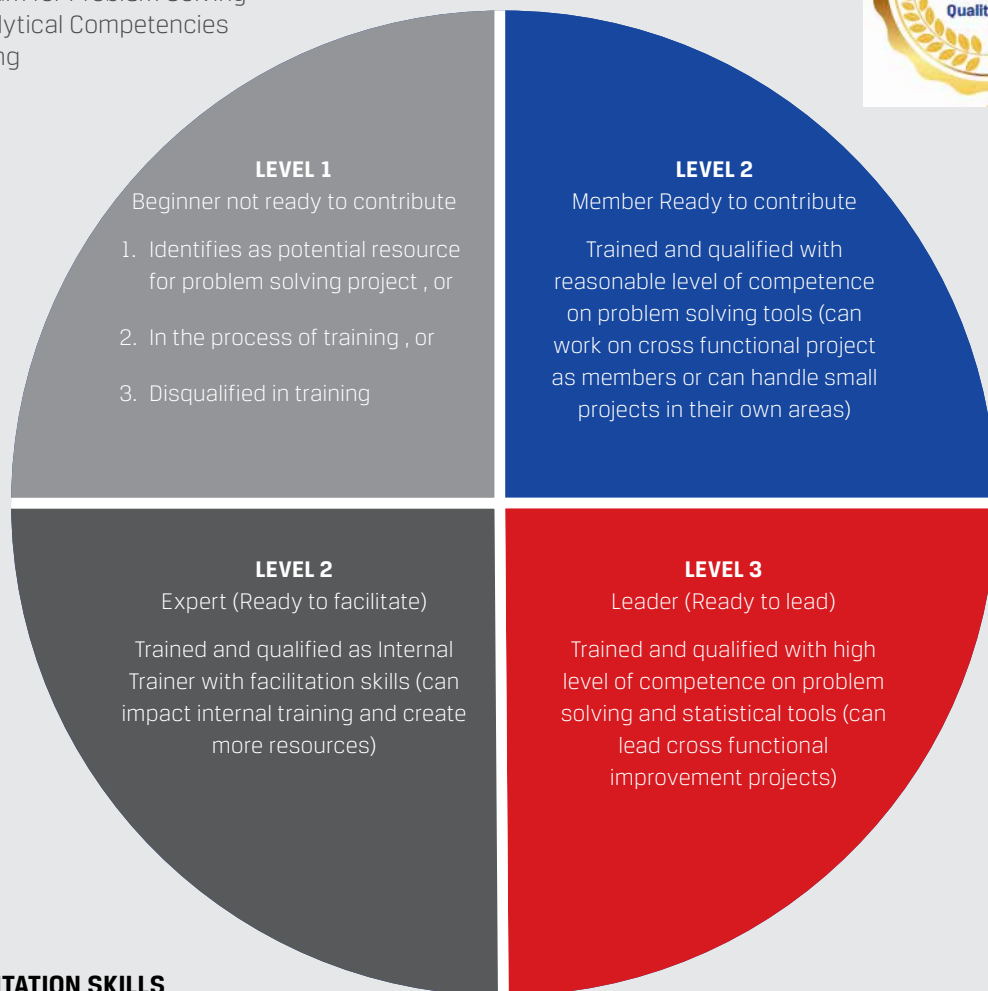 lytical Competencies
Qualit
LEVEL 1
Beginner not ready to contribute
1. Identifies as potential resource
for problem solving project , or
2. In the process of training , or
3. Disqualified in training
LEVEL 2
Member Ready to contribute
Trained and qualified with
reasonable level of competence
on problem solving tools (can
work on cross functional project
as members or can handle small
projects in their own areas)
LEVEL 2
Expert (Ready to facilitate)
Trained and qualified as Internal
Trainer with facilitation skills (can
impact internal training and create
more resources)
LEVEL 3
Leader (Ready to lead)
Trained and qualified with high
level of competence on problem
solving and statistical tools (can
lead cross functional
improvement projects)
ITATION SKILLS